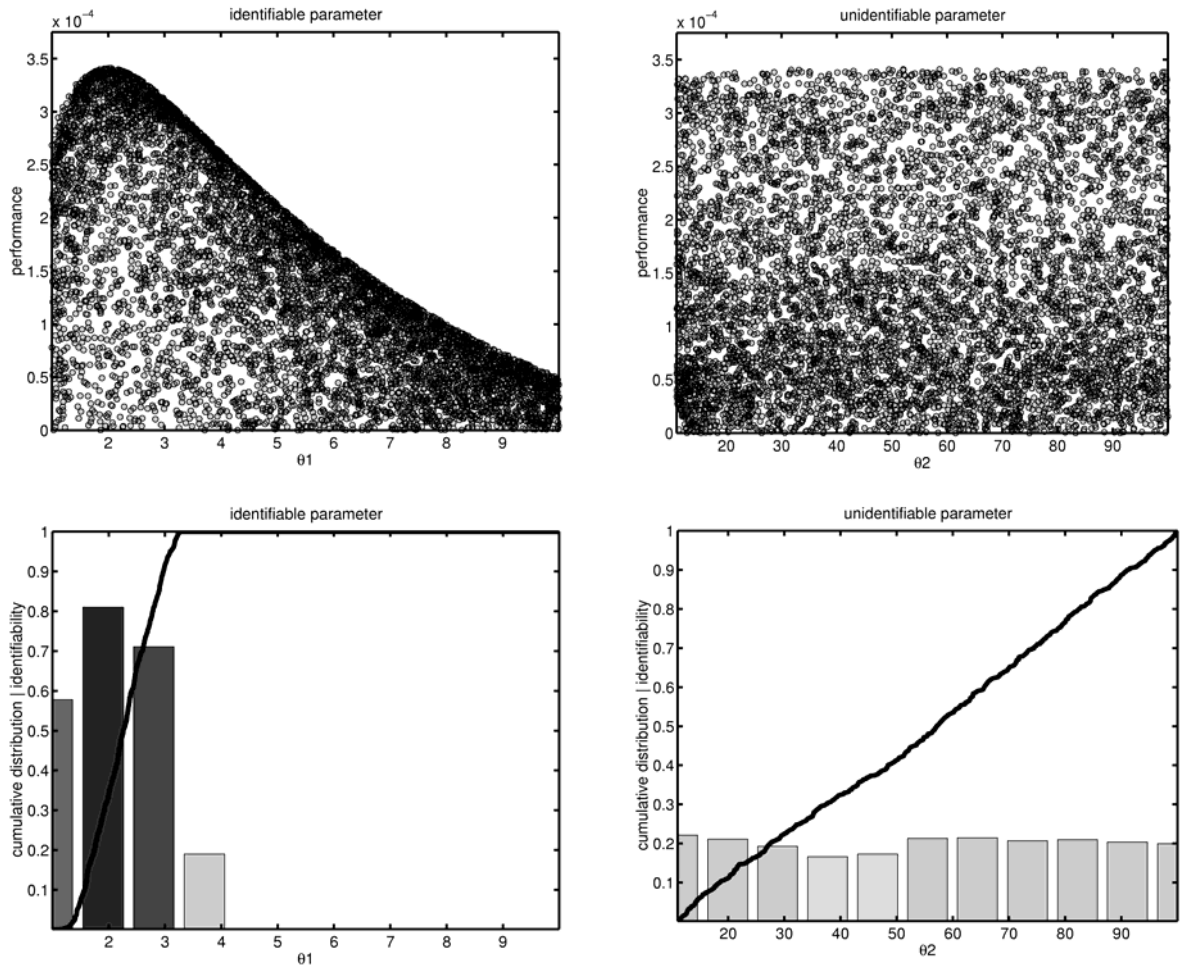 identifiable parameter
x 10-4
3.5
3
2.5
2
1.5
1
0.5
0
performance
2 3 4 5 6 7 8 9
θ1
unidentifiable parameter
x 10-4
3.5
3
2.5
2
1.5
1
0.5
0
performance
20 30 40 50 60 70 80 90
θ2
identifiable parameter
1
0.9
0.8
0.7
0.6
0.5
0.4
0.3
0.2
0.1
cumulative distribution | identifiability
2 3 4 5 6 7 8 9
θ1
unidentifiable parameter
1
0.9
0.8
0.7
0.6
0.5
0.4
0.3
0.2
0.1
cumulative distribution | identifiability
20 30 40 50 60 70 80 90
θ2